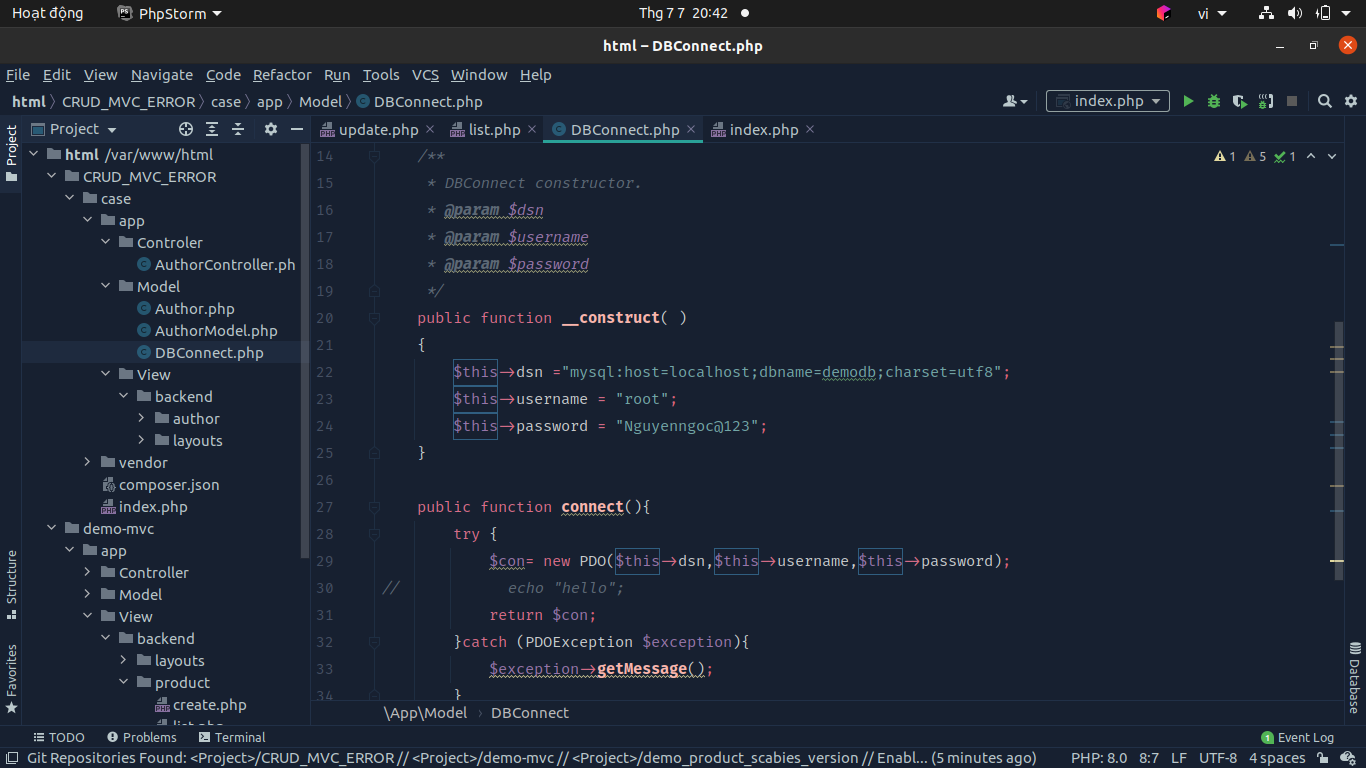 Hoạt động
PhpStorm
Thg 7 7 20:42
vi
html – DBConnect.php
File Edit View Navigate Code Refactor Run Tools VCS Window Help
html CRUD_MVC_ERROR case app Model DBConnect.php
index.php
Project
update.php
list.php
DBConnect.php
index.php
Project
html /var/www/html
CRUD_MVC_ERROR
case
app
Controler
AuthorController.ph
Model
Author.php
AuthorModel.php
DBConnect.php
View
backend
author
layouts
vendor
composer.json
index.php
demo-mvc
app
Controller
Model
View
backend
layouts
product
create.php
list.php
Structure
Favorites
1 5 1
14 /**
15 * DBConnect constructor.
16 * @param $dsn
17 * @param $username
18 * @param $password
19 */
20 public function __construct( )
21 {
22 $this->dsn ="mysql:host=localhost;dbname=demodb;charset=utf8";
23 $this->username = "root";
24 $this->password = "Nguyenngoc@123";
25 }
26
27 public function connect(){
28 try {
29 $con= new PDO($this->dsn,$this->username,$this->password);
30 // echo "hello";
31 return $con;
32 }catch (PDOException $exception){
33 $exception->getMessage();
34 }
\App\Model › DBConnect
Database
TODO Problems Terminal
1 Event Log
Git Repositories Found: <Project>/CRUD_MVC_ERROR // <Project>/demo-mvc // <Project>/demo_product_scabies_version // Enabl... (5 minutes ago)
PHP: 8.0 8:7 LF UTF-8 4 spaces